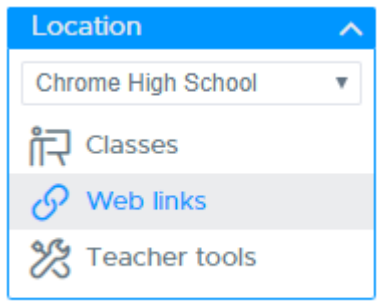 Location
Chrome High School
Classes
Web links
Teacher tools